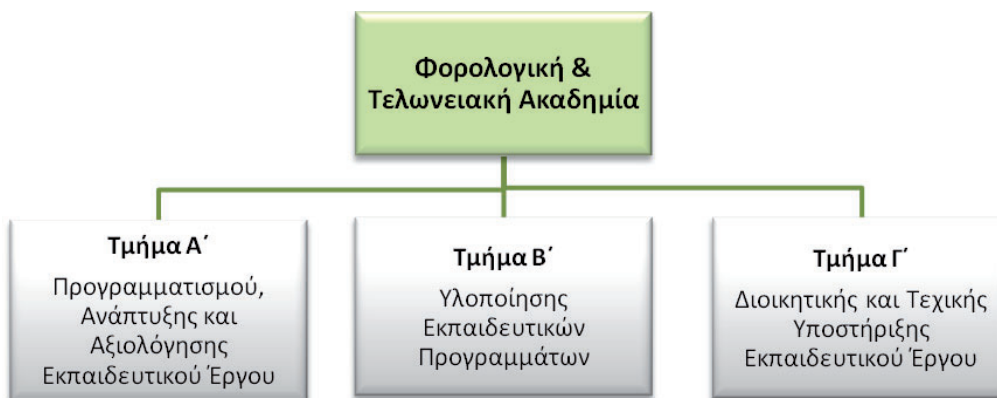 Φορολογική &
Τελωνειακή Ακαδημία
Τμήμα Α΄
Προγραμματισμού,
Ανάπτυξης και
Αξιολόγησης
Εκπαιδευτικού Έργου
Τμήμα Β΄
Υλοποίησης
Εκπαιδευτικών
Προγραμμάτων
Τμήμα Γ΄
Διοικητικής και Τεχικής
Υποστήριξης
Εκπαιδευτικού Έργου